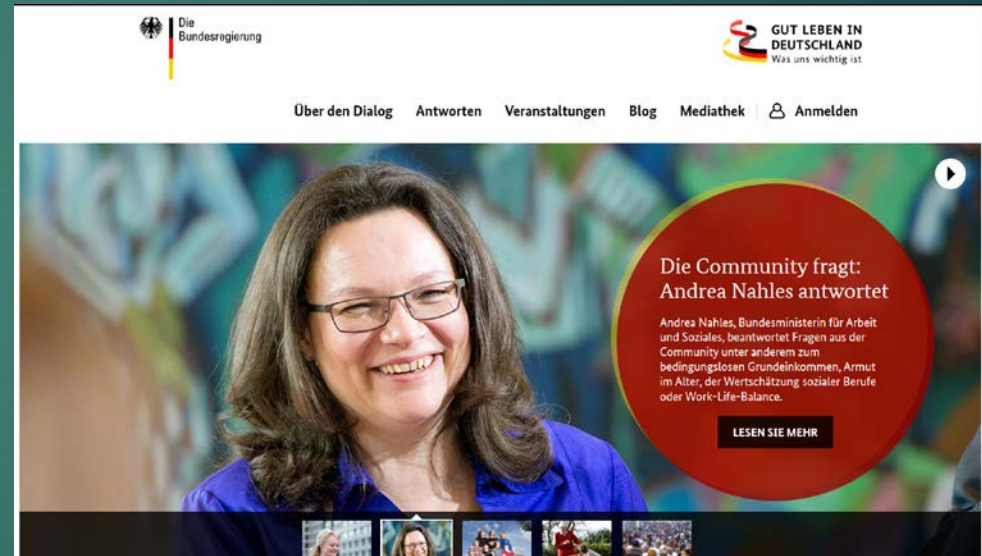 Die
Bundesregierung
GUT LEBEN IN
DEUTSCHLAND
Was uns wichtig ist
Über den Dialog Antworten Veranstaltungen Blog Mediathek Anmelden
Die Community fragt:
Andrea Nahles antwortet
Andrea Nahles, Bundesministerin für Arbeit
und Soziales, beantwortet Fragen aus der
Community unter anderem zum
bedingungslosen Grundeinkommen, Armut
im Alter, der Wertschätzung sozialer Berufe
oder Work-Life-Balance.
LESEN SIE MEHR